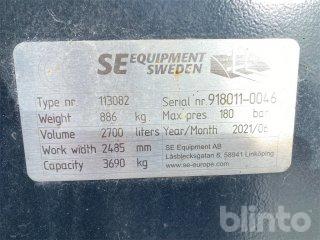 SE EQUIPMENT SWEDEN
Type nr 113082 Serial nr 918011-0046
Weight 886 kg Max pres. 180 bar
Volume 2700 liters Year/Month 2021/06
Work width 2485 mm SE Equipment AB
Låsblecksgatan 6, 58941 Linköping
Capacity 3690 kg www.se-europe.com
blinto